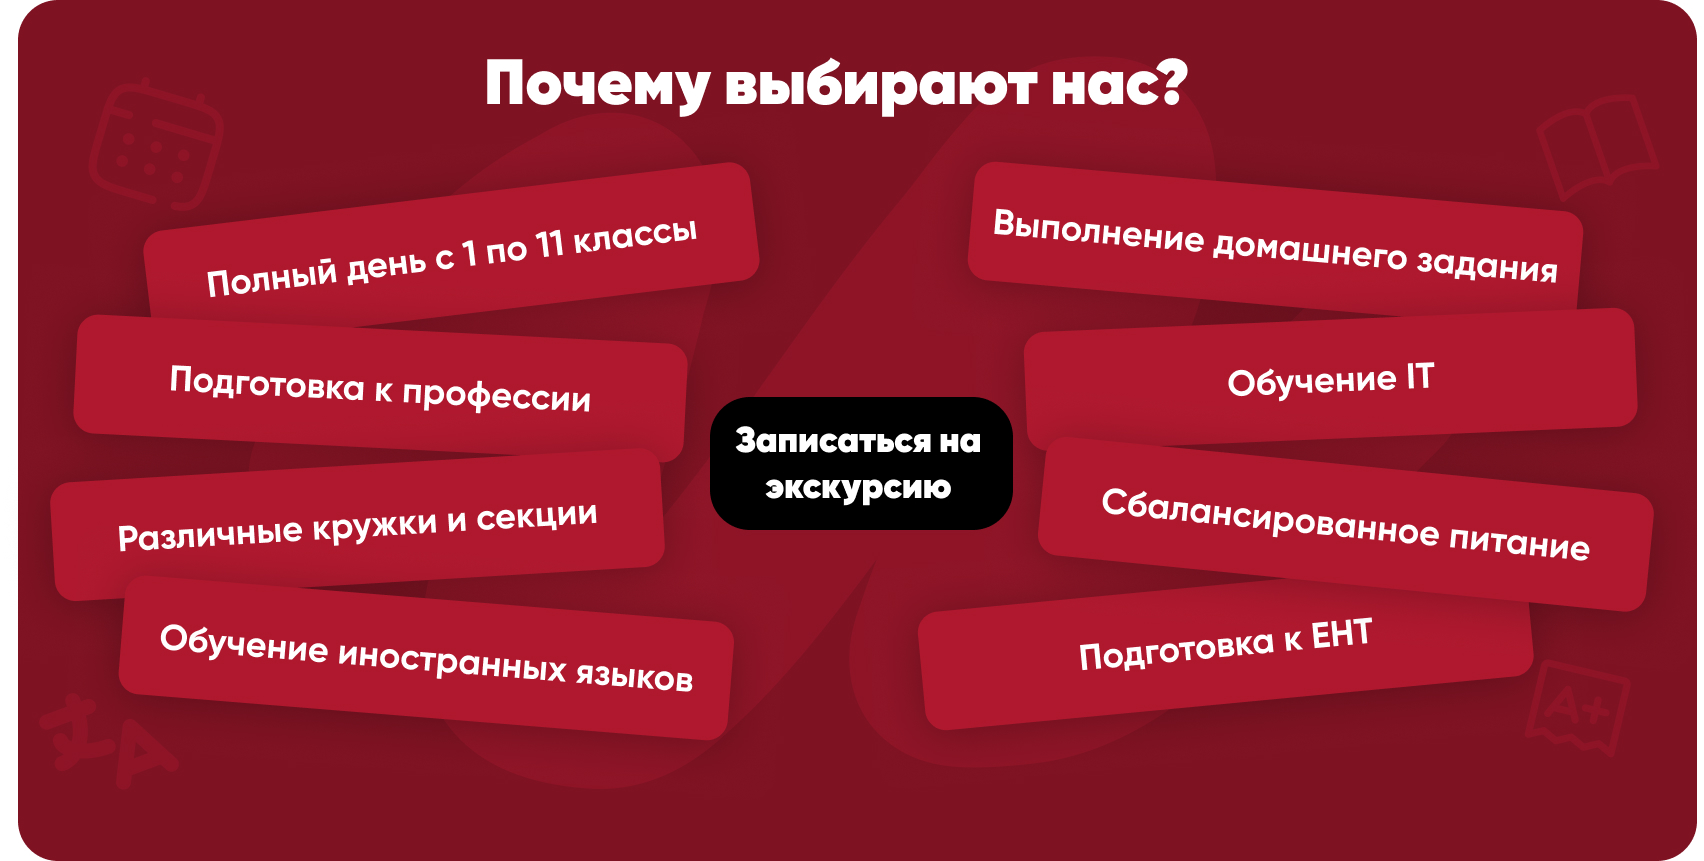 Почему выбирают нас?
Полный день с 1 по 11 классы
Подготовка к профессии
Различные кружки и секции
Обучение иностранных языков
Записаться на
экскурсию
Выполнение домашнего задания
Обучение IT
Сбалансированное питание
Подготовка к ЕНТ
A+